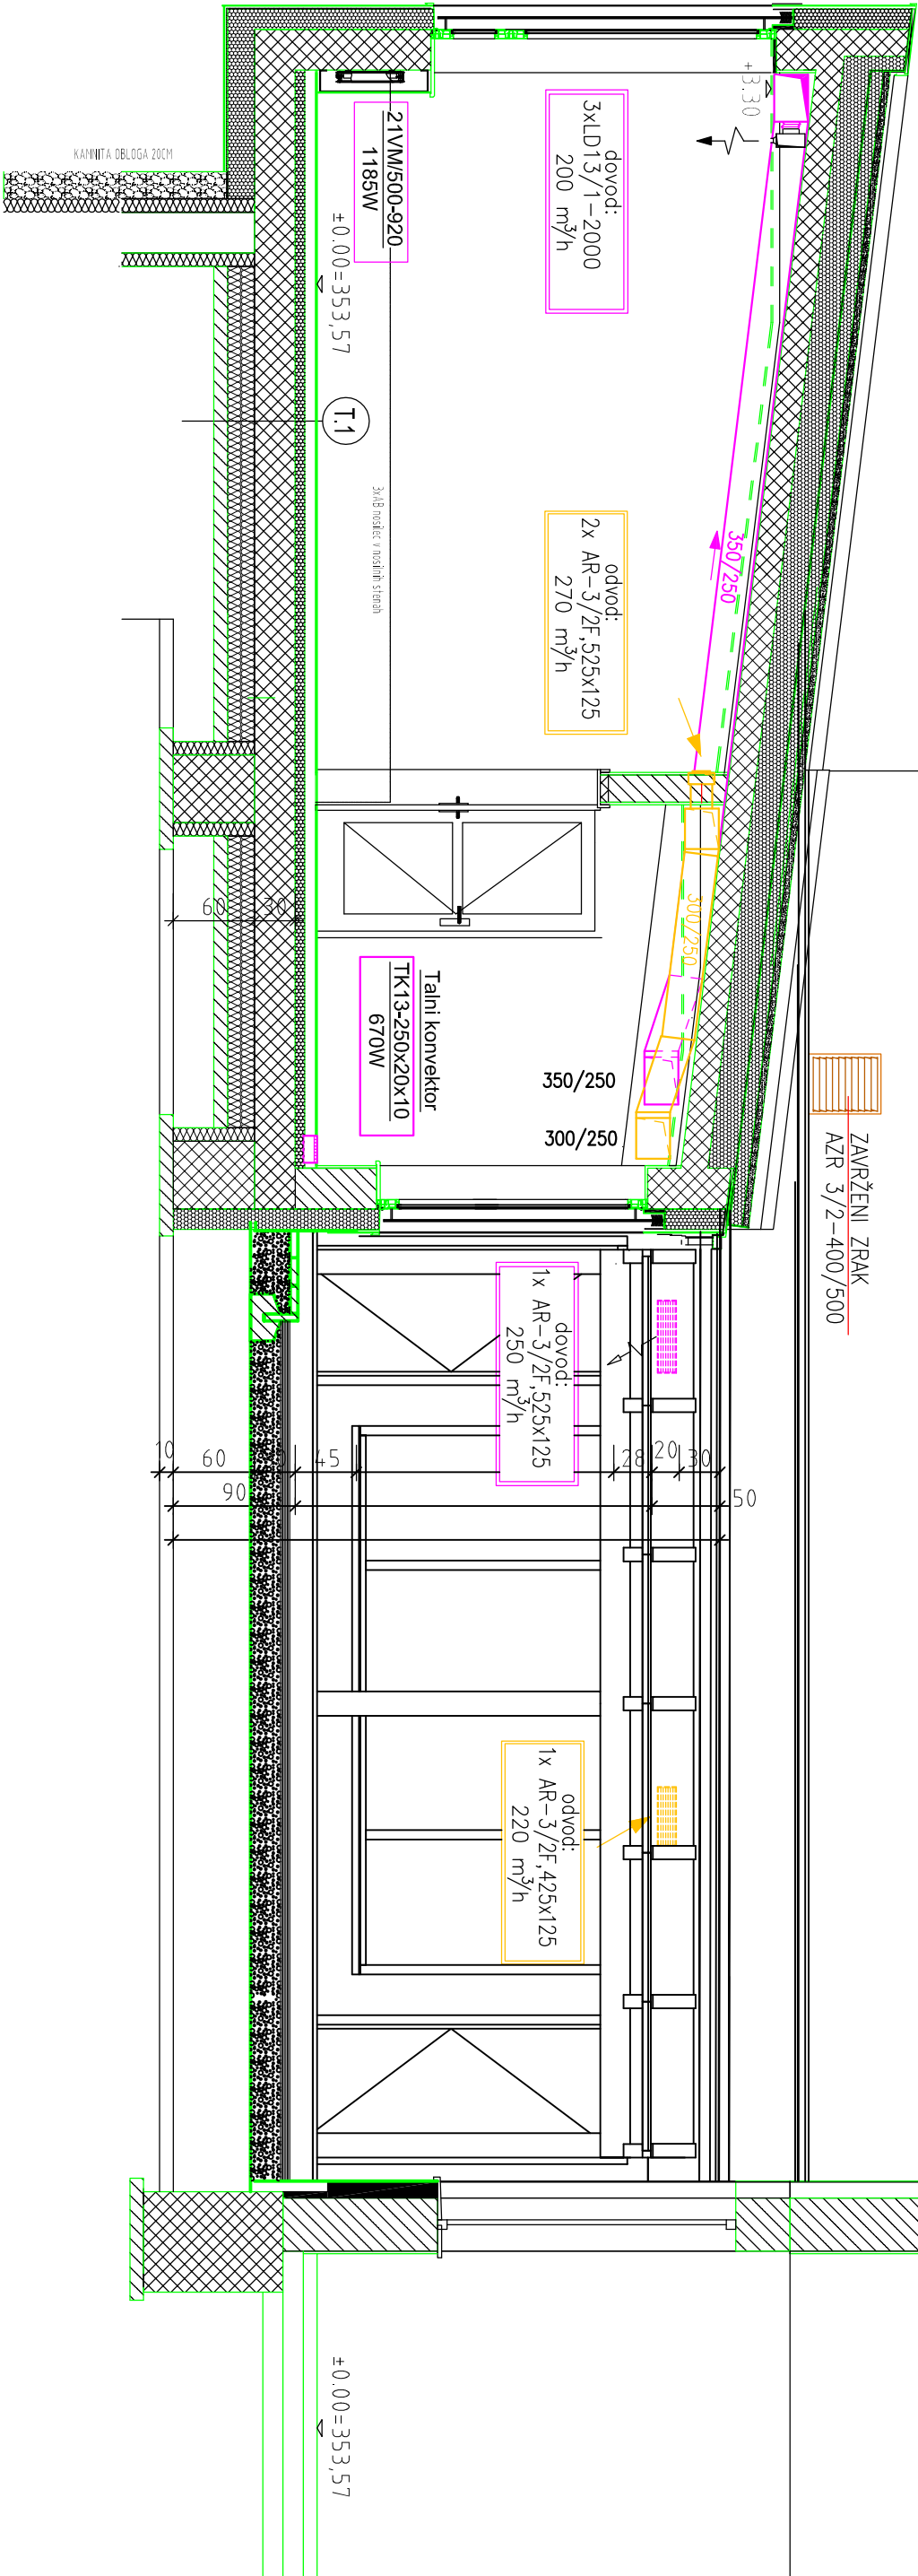 +3.30
dovod:
3xLD13/1-2000
200 m³/h
21VM/500-920
1185W
KAMNITA OBLOGA 20CM
±0.00=353,57
T.1
3xAB nosilec v nosilnih stenah
odvod:
2x AR-3/2F,525x125
270 m³/h
350/250
300/250
60
30
Talni konvektor
TK13-250x20x10
670W
350/250
300/250
ZAVRŽENI ZRAK
AZR 3/2-400/500
dovod:
1x AR-3/2F,525x125
250 m³/h
10
60
45
28
20
30
90
50
odvod:
1x AR-3/2F,425x125
220 m³/h
±0.00=353,57